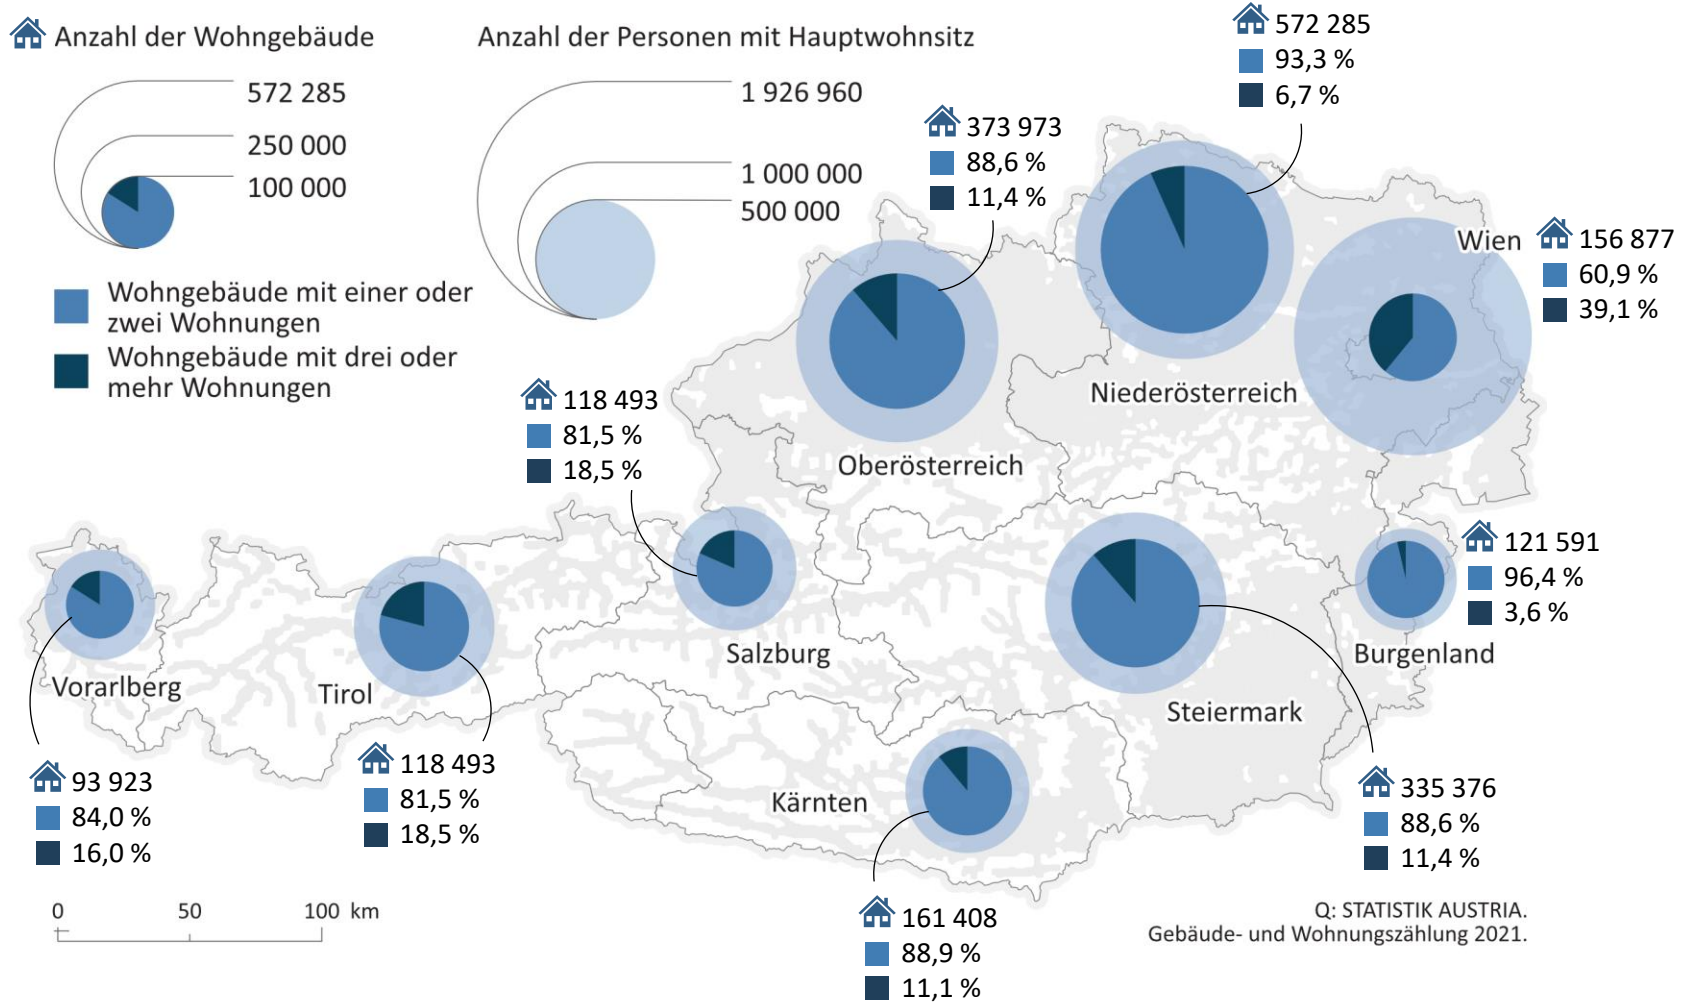 Anzahl der Wohngebäude
572 285
250 000
100 000
Wohngebäude mit einer oder
zwei Wohnungen
Wohngebäude mit drei oder
mehr Wohnungen
Anzahl der Personen mit Hauptwohnsitz
1 926 960
1 000 000
500 000
572 285
93,3 %
6,7 %
373 973
88,6 %
11,4 %
Wien
156 877
60,9 %
39,1 %
Niederösterreich
Oberösterreich
118 493
81,5 %
18,5 %
121 591
96,4 %
3,6 %
Burgenland
Salzburg
Steiermark
Vorarlberg
Tirol
Kärnten
93 923
84,0 %
16,0 %
118 493
81,5 %
18,5 %
335 376
88,6 %
11,4 %
161 408
88,9 %
11,1 %
0 50 100 km
Q: STATISTIK AUSTRIA.
Gebäude- und Wohnungszählung 2021.